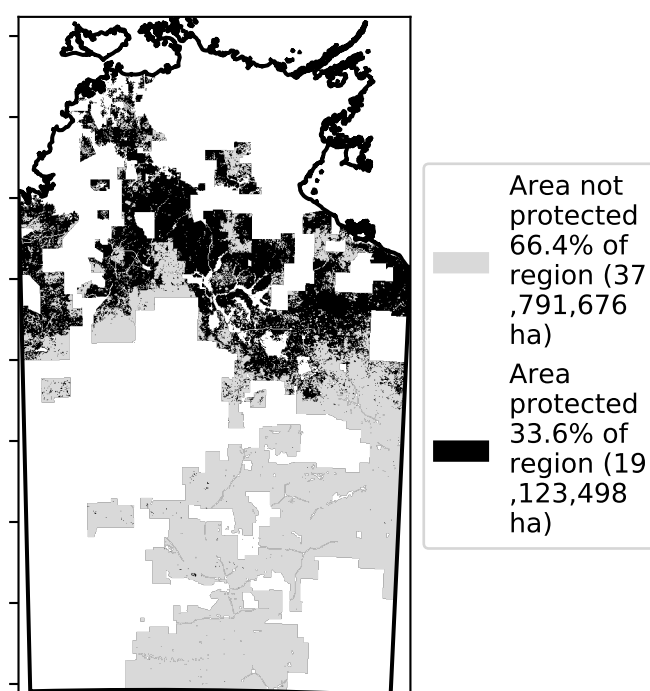 Area not
protected
66.4% of
region (37
,791,676
ha)
Area
protected
33.6% of
region (19
,123,498
ha)